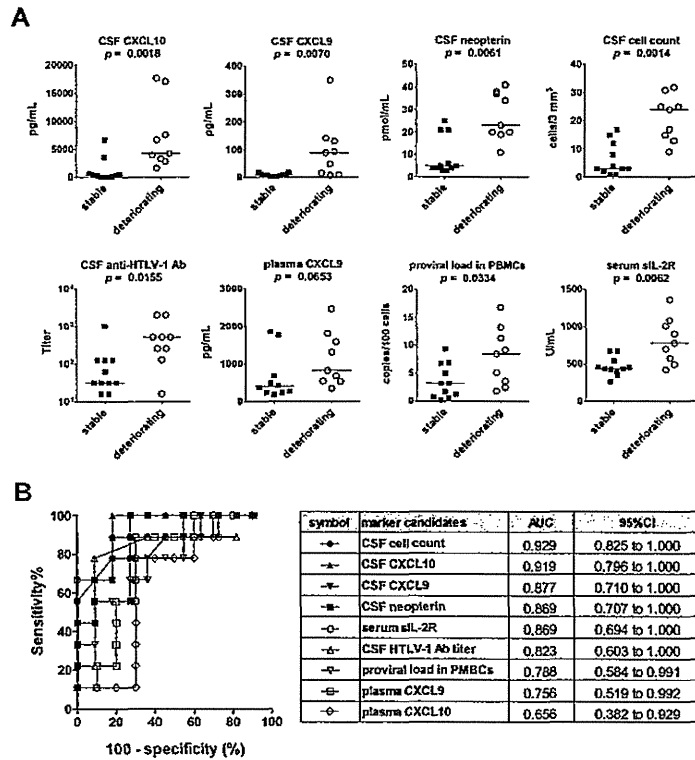 A
CSF CXCL10
p = 0.0018
20000
15000
10000
5000
0
pg/mL
stable
deteriorating
CSF CXCL9
p = 0.0070
400
300
200
100
0
pg/mL
stable
deteriorating
CSF neopterin
p = 0.0061
50
40
30
20
10
0
pmol/mL
stable
deteriorating
CSF cell count
p = 0.0014
40
30
20
10
0
cells/3 mm³
stable
deteriorating
CSF anti-HTLV-1 Ab
p = 0.0155
10⁴
10³
10²
10¹
Titer
stable
deteriorating
plasma CXCL9
p = 0.0653
3000
2000
1000
0
pg/mL
stable
deteriorating
proviral load in PBMCs
p = 0.0334
20
15
10
5
0
copies/100 cells
stable
deteriorating
serum sIL-2R
p = 0.0062
1500
1000
500
0
U/mL
stable
deteriorating
B
100
80
60
40
20
0
Sensitivity%
0 20 40 60 80 100
100 - specificity (%)
symbol marker candidates AUC 95%CI
CSF cell count 0.929 0.825 to 1.000
CSF CXCL10 0.919 0.796 to 1.000
CSF CXCL9 0.877 0.710 to 1.000
CSF neopterin 0.869 0.707 to 1.000
serum sIL-2R 0.869 0.694 to 1.000
CSF HTLV-1 Ab titer 0.823 0.603 to 1.000
proviral load in PMBCs 0.788 0.584 to 0.991
plasma CXCL9 0.756 0.519 to 0.992
plasma CXCL10 0.656 0.382 to 0.929